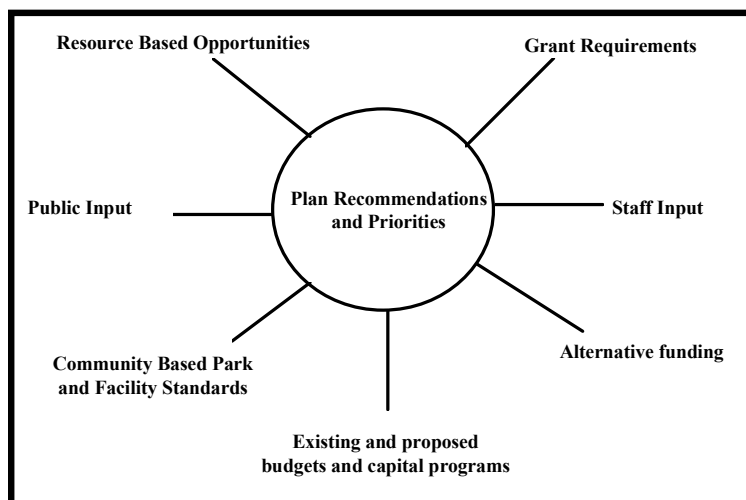 Resource Based Opportunities
Grant Requirements
Public Input
Plan Recommendations
and Priorities
Staff Input
Community Based Park
and Facility Standards
Alternative funding
Existing and proposed
budgets and capital programs